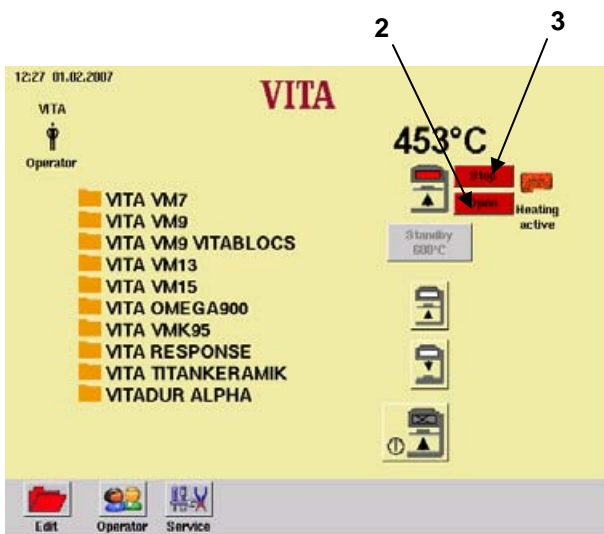 2
3
12:27 01.02.2007
VITA
VITA
Operator
453°C
Stop
Open
Heating
active
Standby
600°C
VITA VM7
VITA VM9
VITA VM9 VITABLOCS
VITA VM13
VITA VM15
VITA OMEGA900
VITA VMK95
VITA RESPONSE
VITA TITANKERAMIK
VITADUR ALPHA
Edit
Operator
Service